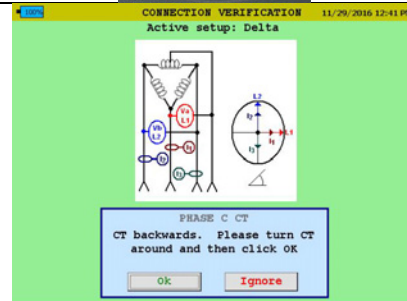 100%
CONNECTION VERIFICATION 11/29/2016 12:41 P
Active setup: Delta
L2
Va
L1
Vb
L2
I2
L1
I1
I1
I2
I3
I3
PHASE C CT
CT backwards. Please turn CT
around and then click OK
Ok Ignore